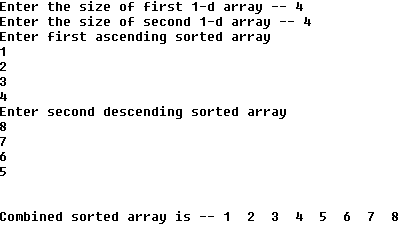 Enter the size of first 1-d array -- 4
Enter the size of second 1-d array -- 4
Enter first ascending sorted array
1
2
3
4
Enter second descending sorted array
8
7
6
5
Combined sorted array is -- 1 2 3 4 5 6 7 8